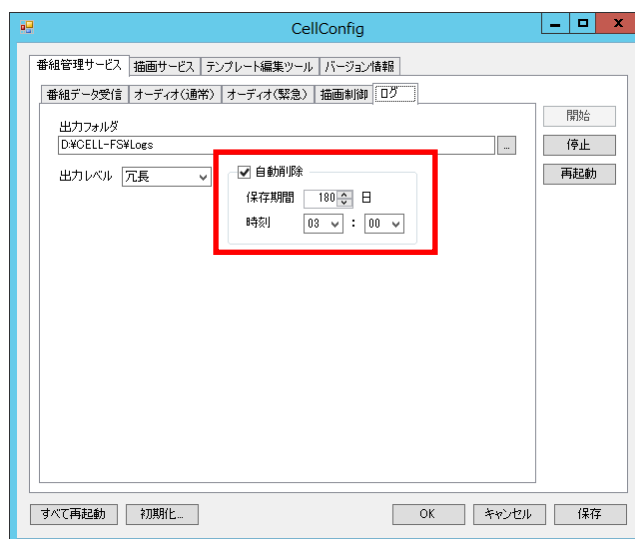 CellConfig
番組管理サービス 描画サービス テンプレート編集ツール バージョン情報
番組データ受信 オーディオ(通常) オーディオ(緊急) 描画制御 ログ
出力フォルダ
D:¥CELL-FS¥Logs ...
出力レベル 冗長
自動削除
保存期間 180 日
時刻 03 : 00
開始
停止
再起動
すべて再起動 初期化... OK キャンセル 保存